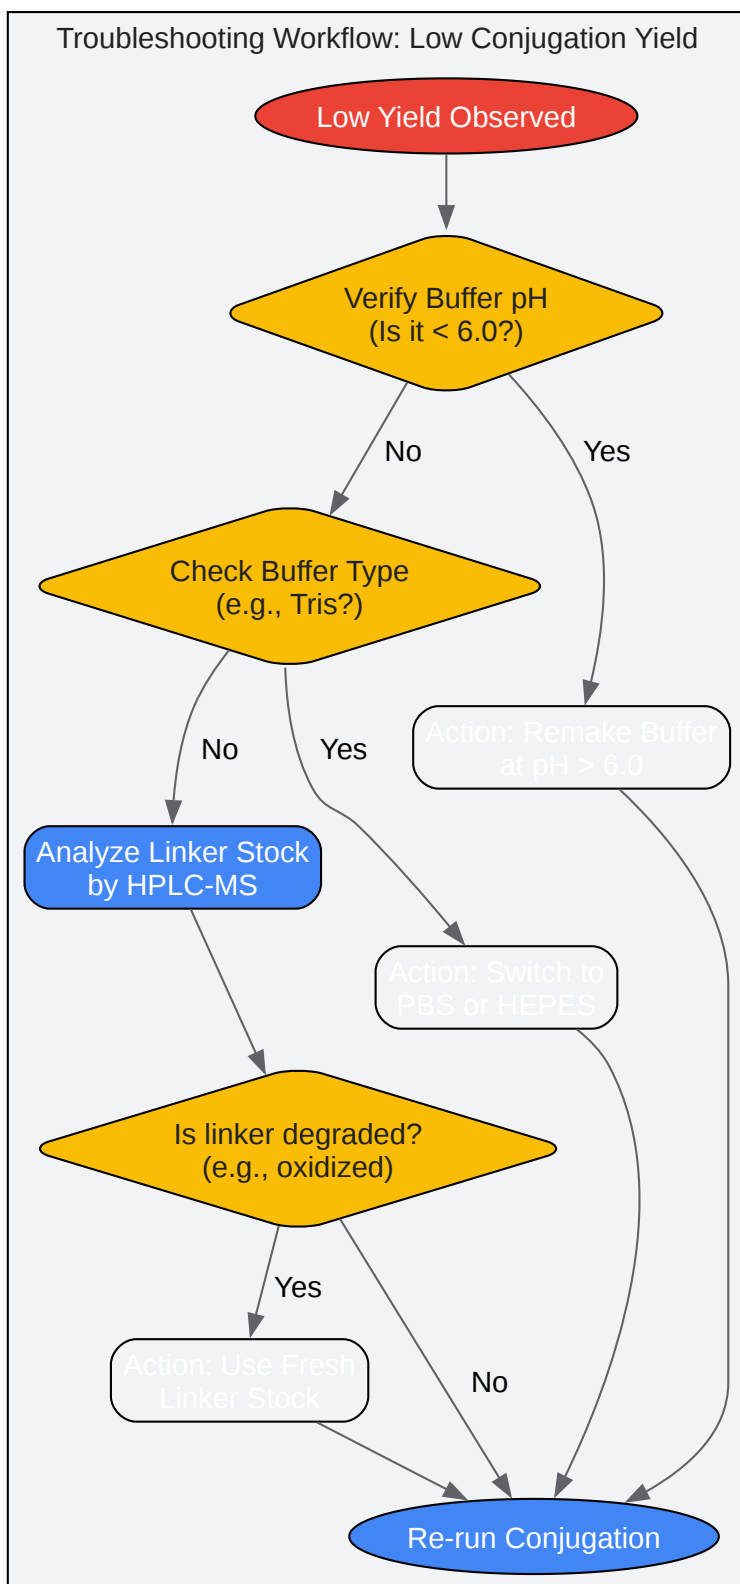 Troubleshooting Workflow: Low Conjugation Yield
Low Yield Observed
Verify Buffer pH
(Is it < 6.0?)
No
Yes
Check Buffer Type
(e.g., Tris?)
No
Yes
Action: Remake Buffer
at pH > 6.0
Analyze Linker Stock
by HPLC-MS
Action: Switch to
PBS or HEPES
Is linker degraded?
(e.g., oxidized)
Yes
No
Action: Use Fresh
Linker Stock
Re-run Conjugation